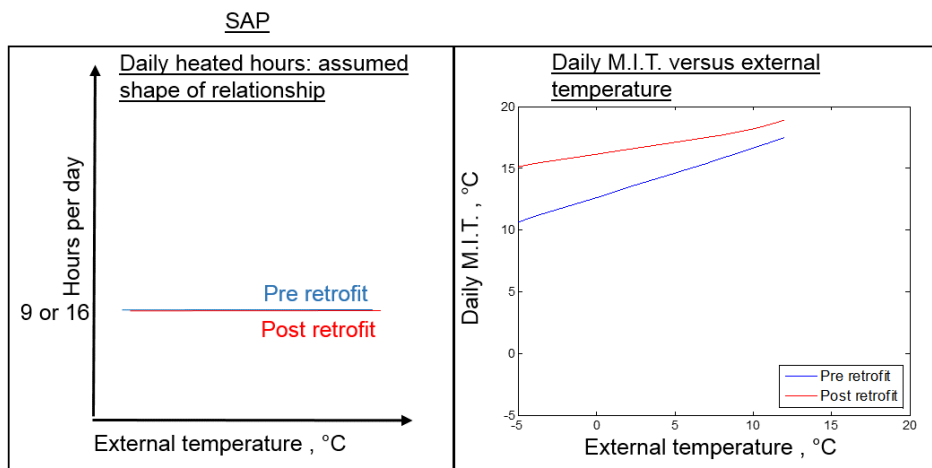 SAP
Daily heated hours: assumed
shape of relationship
Hours per day
9 or 16
Pre retrofit
Post retrofit
External temperature , °C
Daily M.I.T. versus external
temperature
Daily M.I.T. , °C
20
15
10
5
0
-5
-5
0
5
10
15
20
Pre retrofit
Post retrofit
External temperature , °C